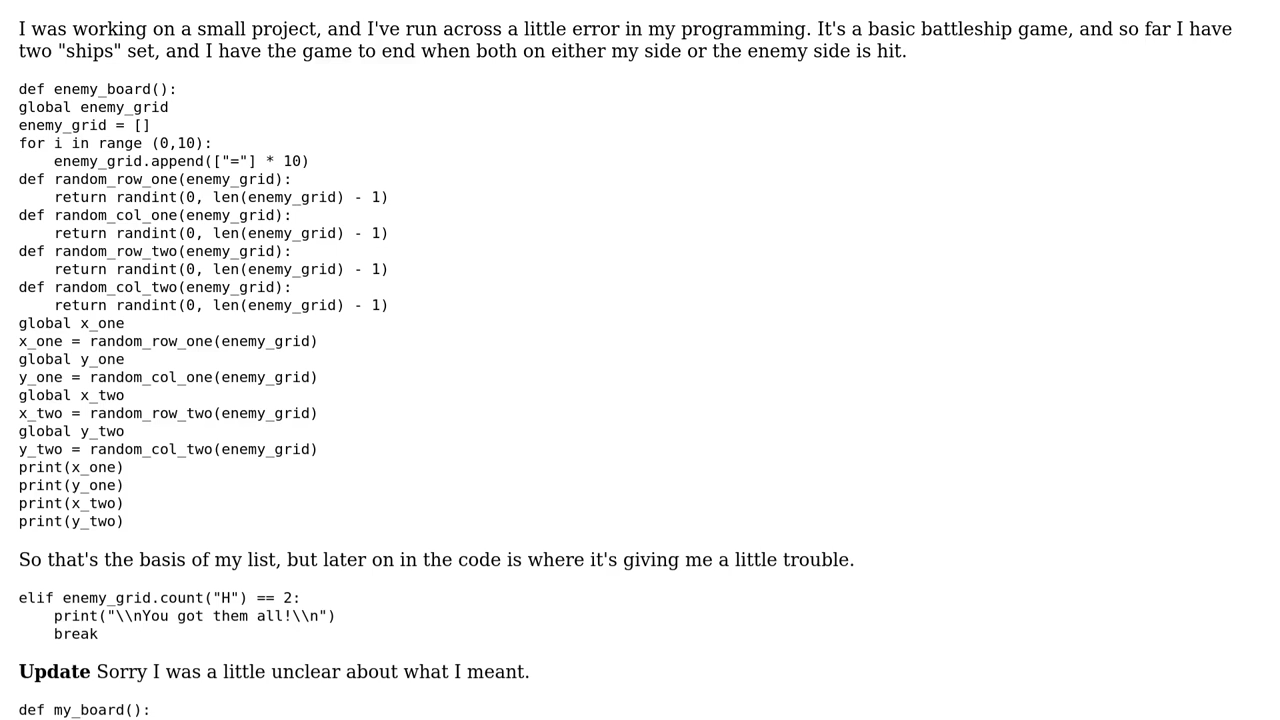 I was working on a small project, and I've run across a little error in my programming. It's a basic battleship game, and so far I have
two "ships" set, and I have the game to end when both on either my side or the enemy side is hit.
def enemy_board():
global enemy_grid
enemy_grid = []
for i in range (0,10):
    enemy_grid.append(["="] * 10)
def random_row_one(enemy_grid):
    return randint(0, len(enemy_grid) - 1)
def random_col_one(enemy_grid):
    return randint(0, len(enemy_grid) - 1)
def random_row_two(enemy_grid):
    return randint(0, len(enemy_grid) - 1)
def random_col_two(enemy_grid):
    return randint(0, len(enemy_grid) - 1)
global x_one
x_one = random_row_one(enemy_grid)
global y_one
y_one = random_col_one(enemy_grid)
global x_two
x_two = random_row_two(enemy_grid)
global y_two
y_two = random_col_two(enemy_grid)
print(x_one)
print(y_one)
print(x_two)
print(y_two)
So that's the basis of my list, but later on in the code is where it's giving me a little trouble.
elif enemy_grid.count("H") == 2:
    print("\\nYou got them all!\\n")
    break
Update Sorry I was a little unclear about what I meant.
def my_board():